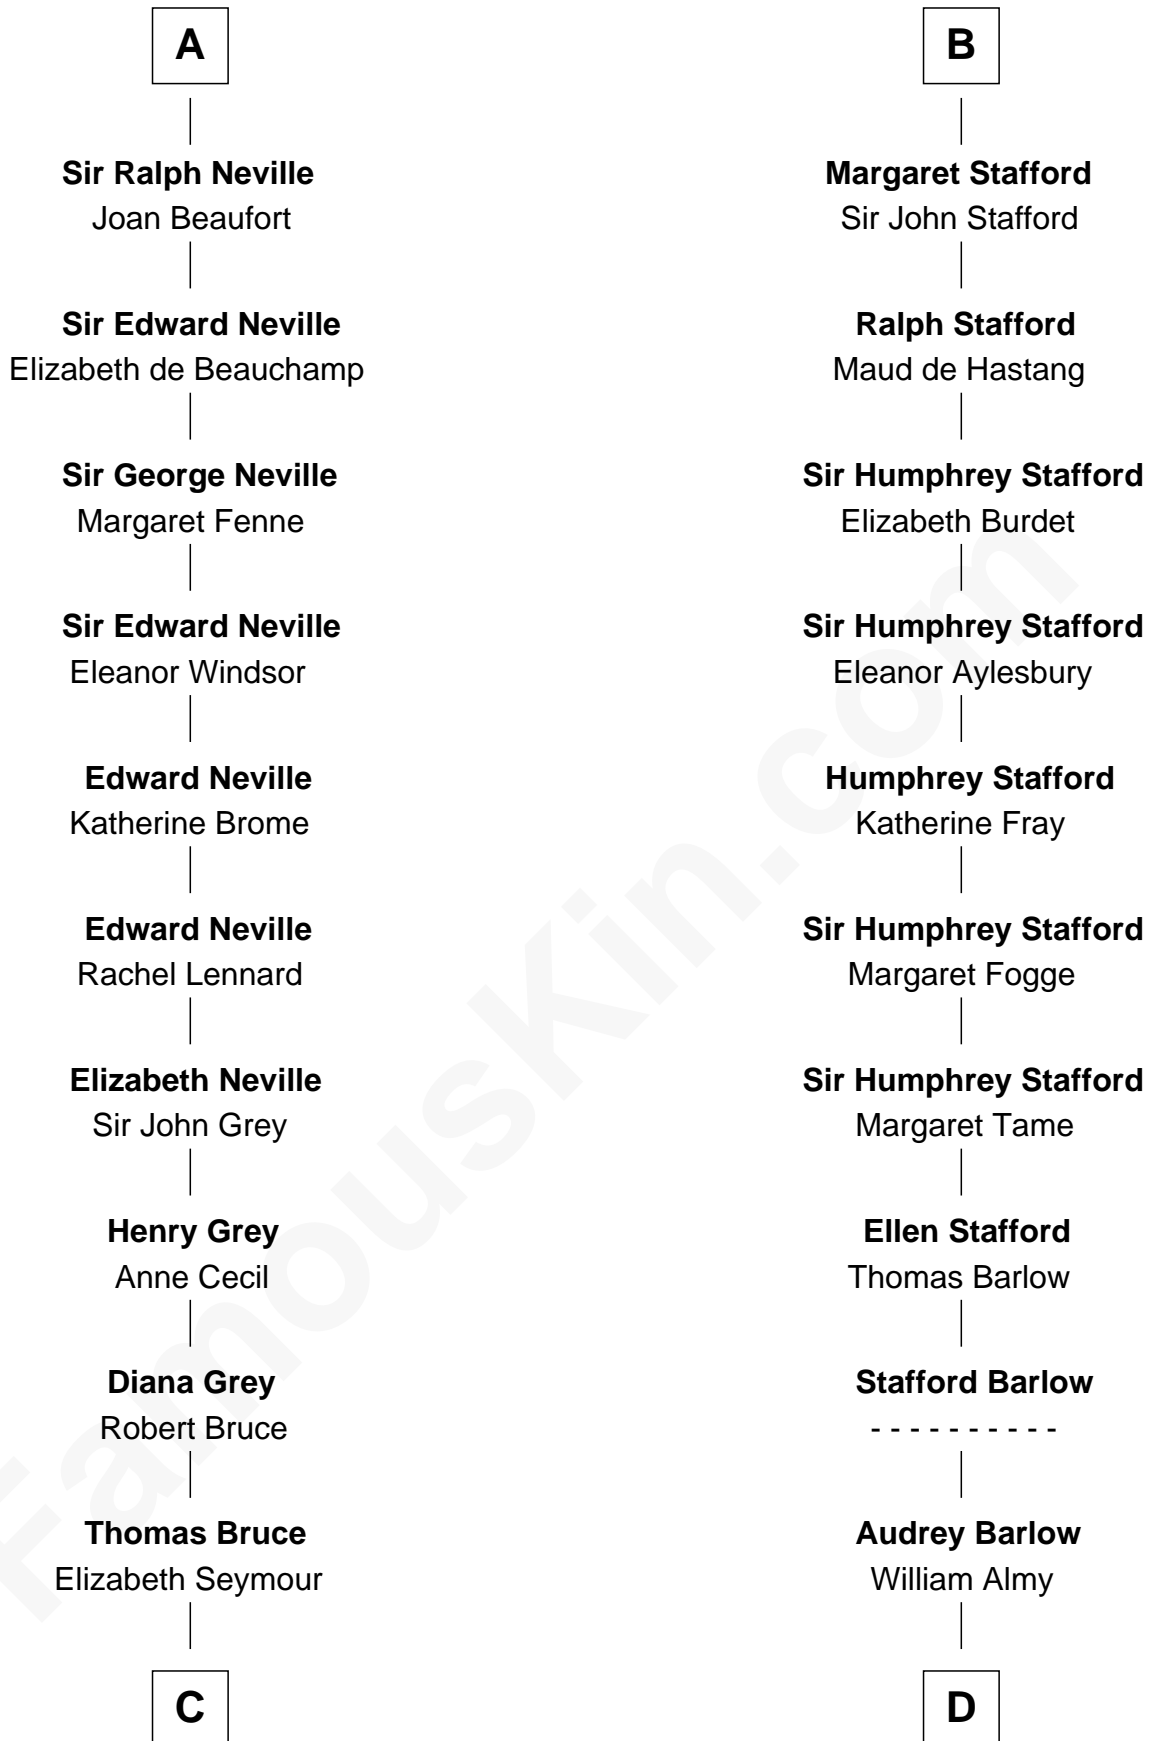 A
Sir Ralph Neville
Joan Beaufort
Sir Edward Neville
Elizabeth de Beauchamp
Sir George Neville
Margaret Fenne
Sir Edward Neville
Eleanor Windsor
Edward Neville
Katherine Brome
Edward Neville
Rachel Lennard
Elizabeth Neville
Sir John Grey
Henry Grey
Anne Cecil
Diana Grey
Robert Bruce
Thomas Bruce
Elizabeth Seymour
C
B
Margaret Stafford
Sir John Stafford
Ralph Stafford
Maud de Hastang
Sir Humphrey Stafford
Elizabeth Burdet
Sir Humphrey Stafford
Eleanor Aylesbury
Humphrey Stafford
Katherine Fray
Sir Humphrey Stafford
Margaret Fogge
Sir Humphrey Stafford
Margaret Tame
Ellen Stafford
Thomas Barlow
Stafford Barlow
- - - - - - - - - -
Audrey Barlow
William Almy
D
FamousKin.com